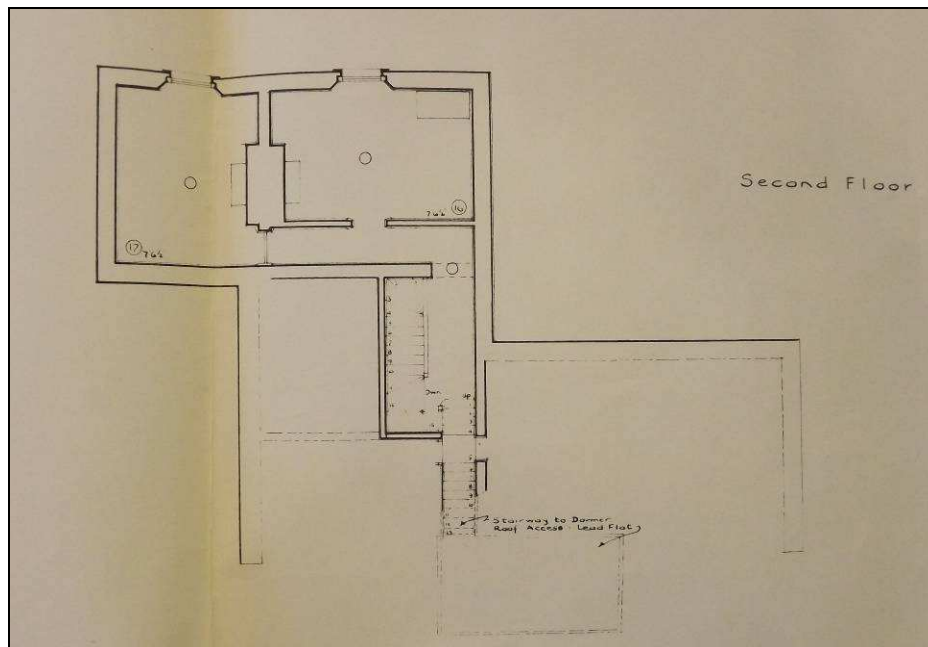 Second Floor
16
17
Down
UP
Stairway to Dormer
Roof Access - Lead Flat